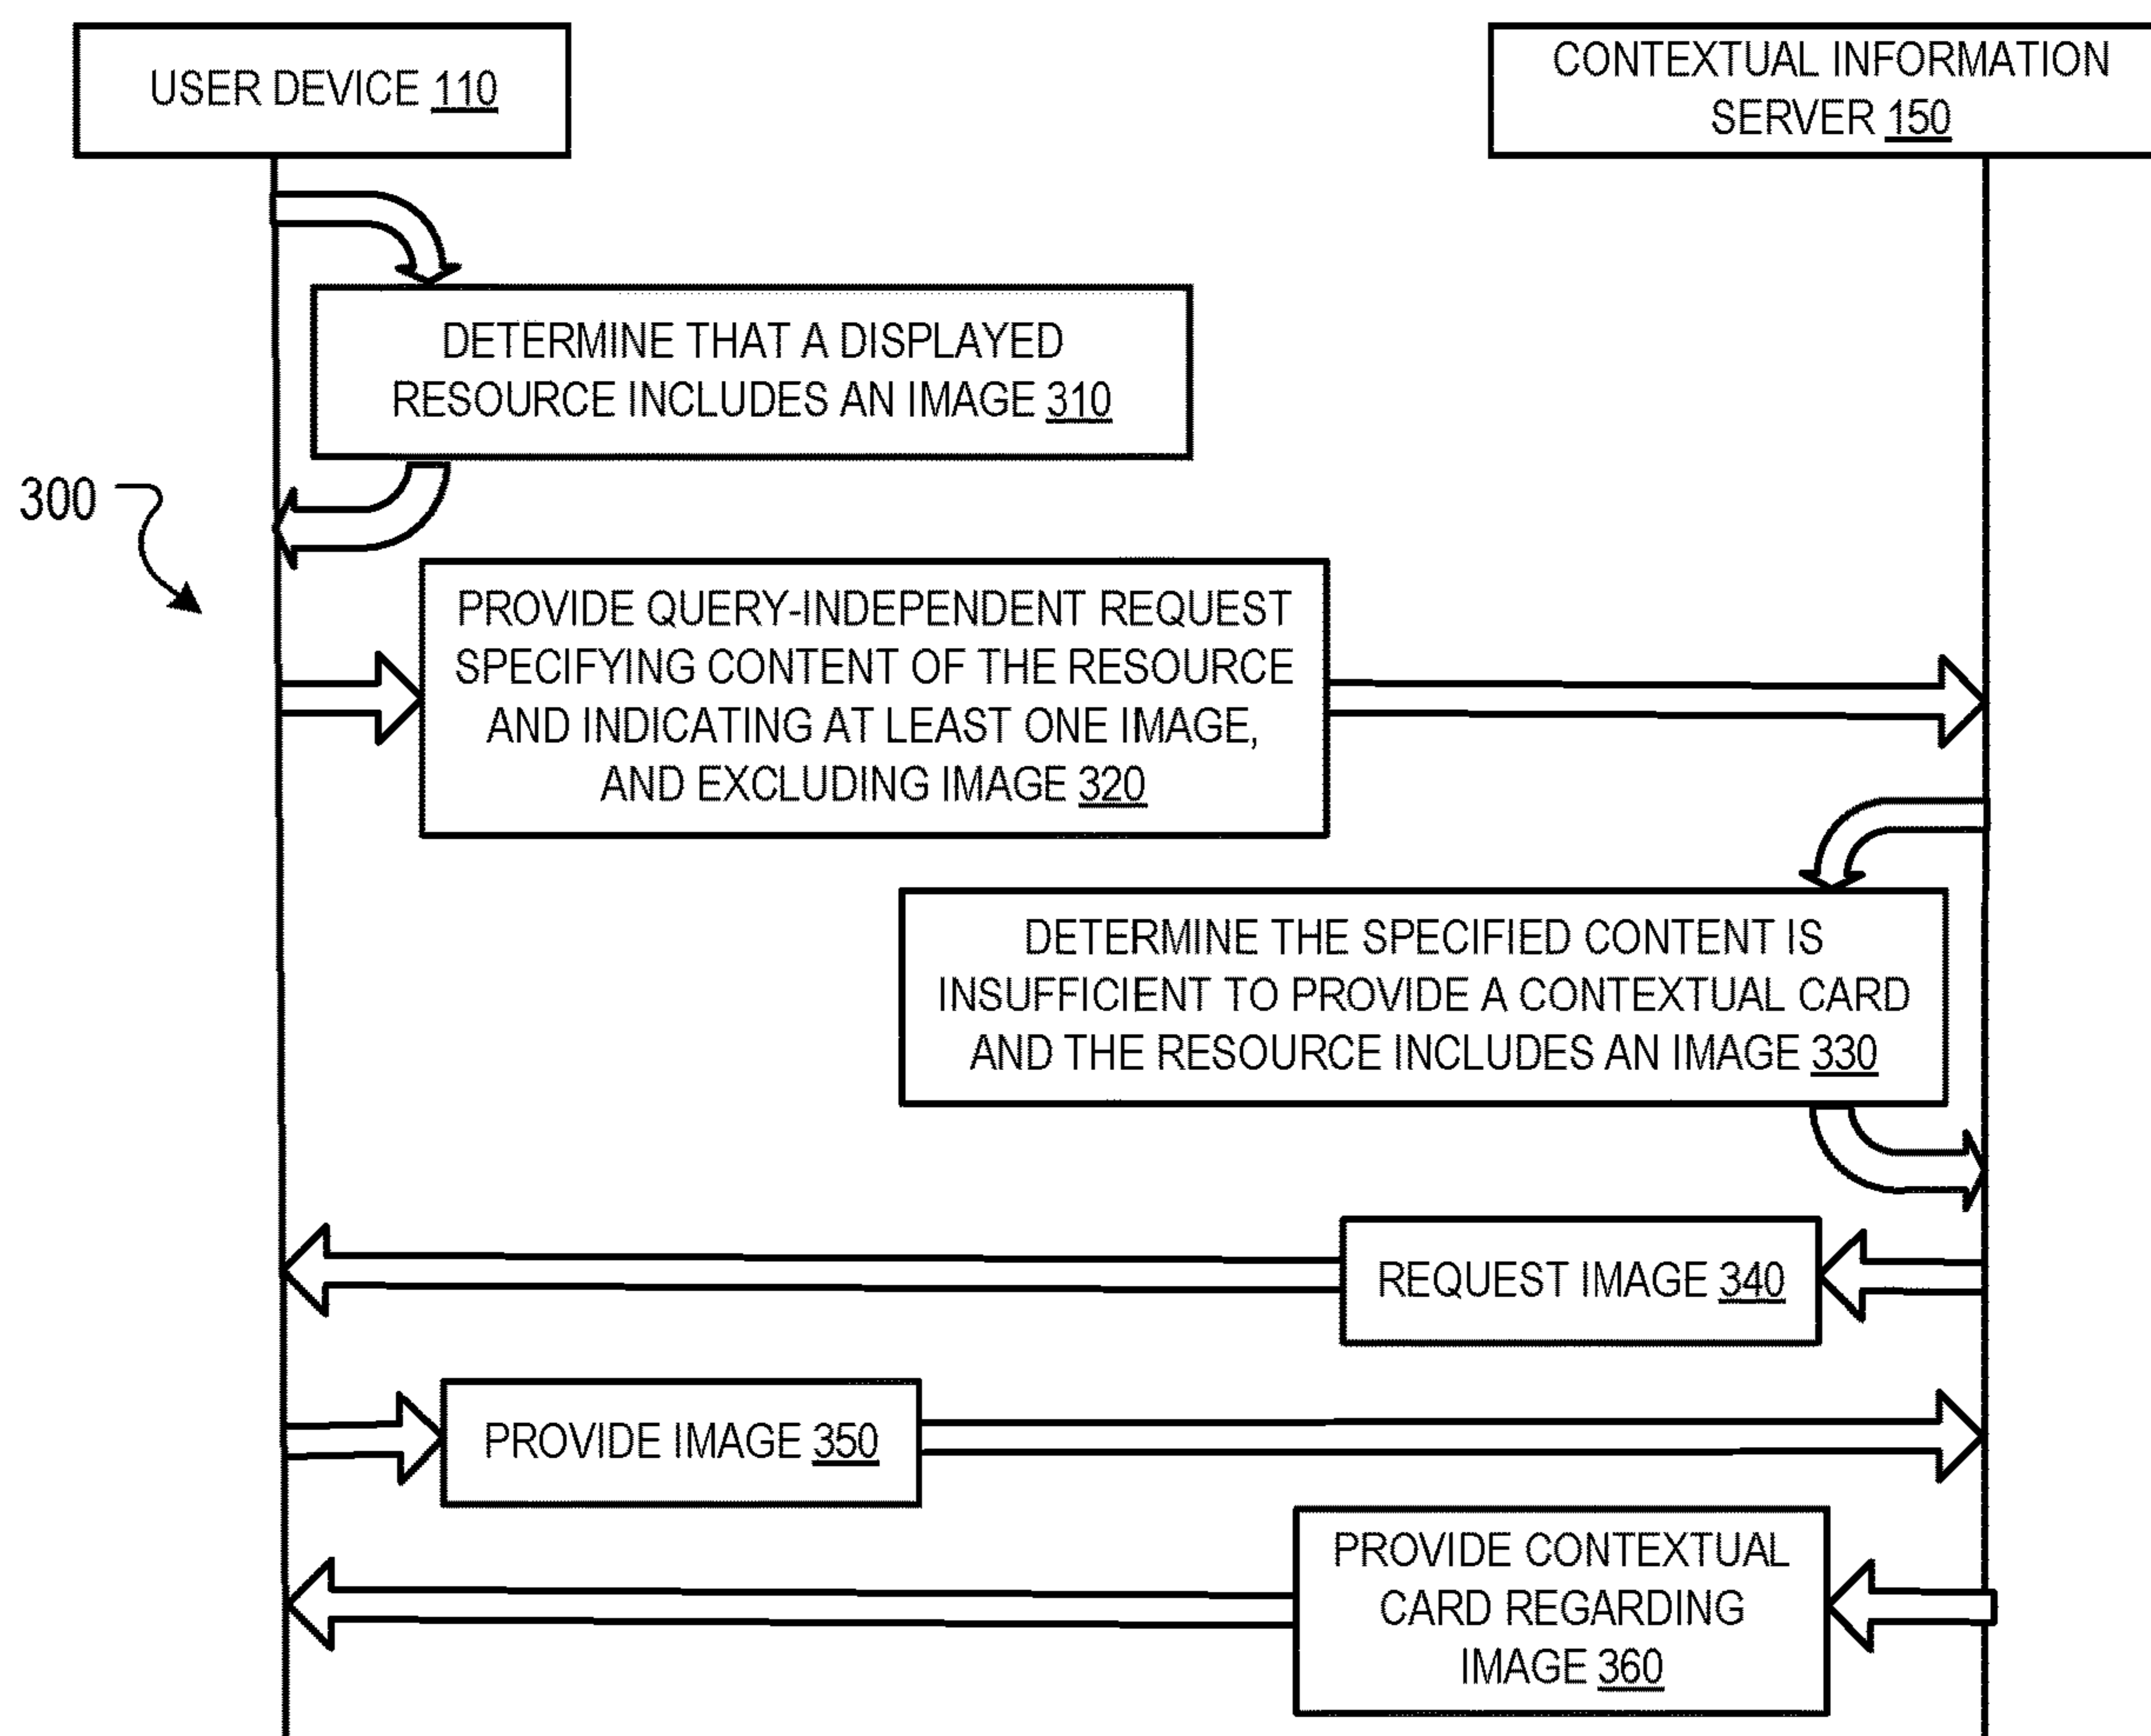 USER DEVICE 110
CONTEXTUAL INFORMATION
SERVER 150
DETERMINE THAT A DISPLAYED
RESOURCE INCLUDES AN IMAGE 310
300
PROVIDE QUERY-INDEPENDENT REQUEST
SPECIFYING CONTENT OF THE RESOURCE
AND INDICATING AT LEAST ONE IMAGE,
AND EXCLUDING IMAGE 320
DETERMINE THE SPECIFIED CONTENT IS
INSUFFICIENT TO PROVIDE A CONTEXTUAL CARD
AND THE RESOURCE INCLUDES AN IMAGE 330
REQUEST IMAGE 340
PROVIDE IMAGE 350
PROVIDE CONTEXTUAL
CARD REGARDING
IMAGE 360